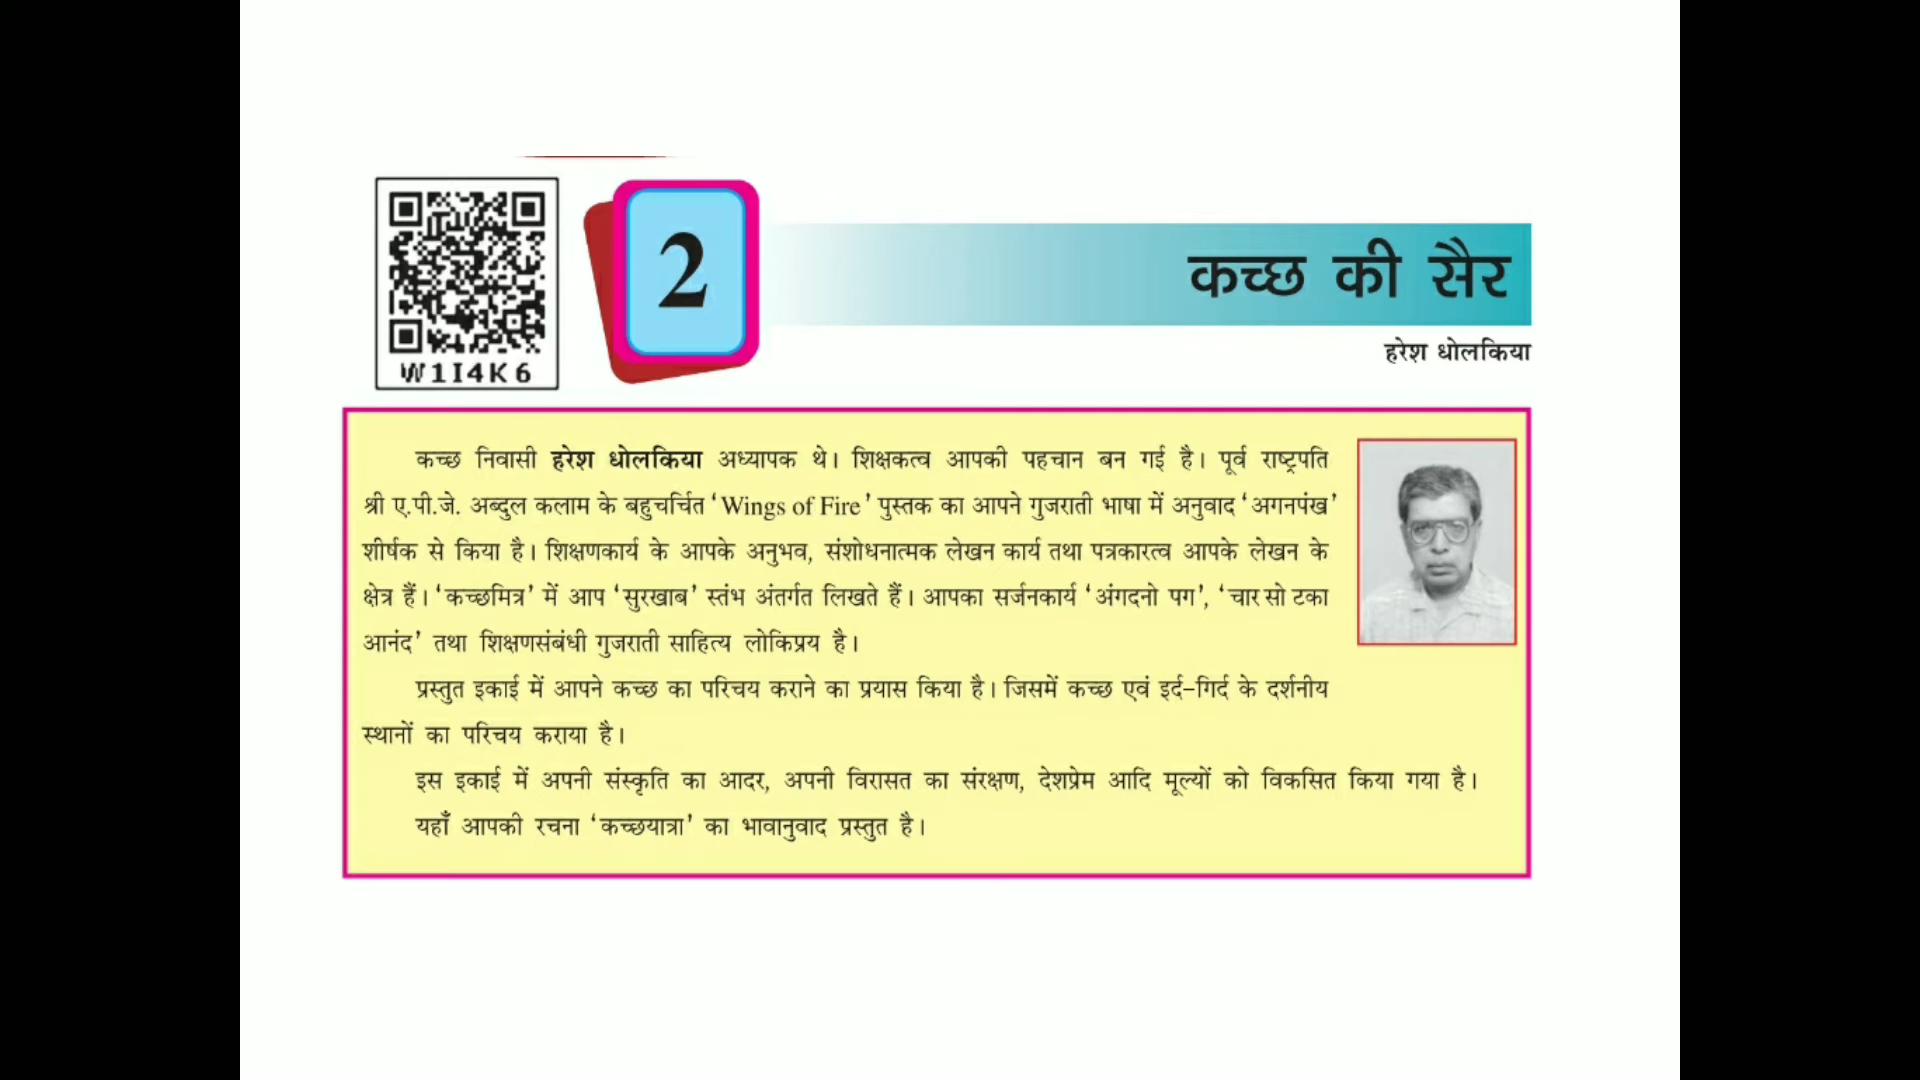 W1I4K6
2
कच्छ की सैर
हरेश धोलकिया
कच्छ निवासी हरेश धोलकिया अध्यापक थे। शिक्षकत्व आपकी पहचान बन गई है। पूर्व राष्ट्रपति
श्री ए.पी.जे. अब्दुल कलाम के बहुचर्चित ‘Wings of Fire’ पुस्तक का आपने गुजराती भाषा में अनुवाद ‘अगनपंख’
शीर्षक से किया है। शिक्षणकार्य के आपके अनुभव, संशोधनात्मक लेखन कार्य तथा पत्रकारत्व आपके लेखन के
क्षेत्र हैं। ‘कच्छमित्र’ में आप ‘सुरखाब’ स्तंभ अंतर्गत लिखते हैं। आपका सर्जनकार्य ‘अंगदनो पग’, ‘चार सो टका
आनंद’ तथा शिक्षणसंबंधी गुजराती साहित्य लोकप्रिय है।
प्रस्तुत इकाई में आपने कच्छ का परिचय कराने का प्रयास किया है। जिसमें कच्छ एवं इर्द-गिर्द के दर्शनीय
स्थानों का परिचय कराया है।
इस इकाई में अपनी संस्कृति का आदर, अपनी विरासत का संरक्षण, देशप्रेम आदि मूल्यों को विकसित किया गया है।
यहाँ आपकी रचना ‘कच्छयात्रा’ का भावानुवाद प्रस्तुत है।